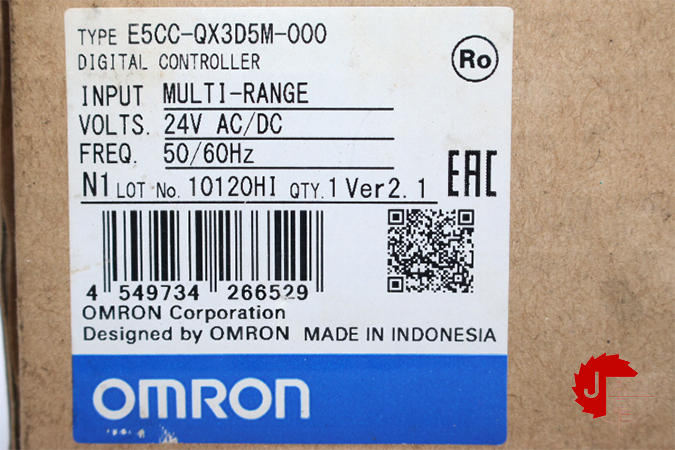 TYPE E5CC-QX3D5M-000
DIGITAL CONTROLLER
Ro
INPUT MULTI-RANGE
VOLTS. 24V AC/DC
FREQ. 50/60Hz
N1 LOT No. 10120HI QTY. 1 Ver2.1
EAC
4 549734 266529
OMRON Corporation
Designed by OMRON MADE IN INDONESIA
OMRON
J